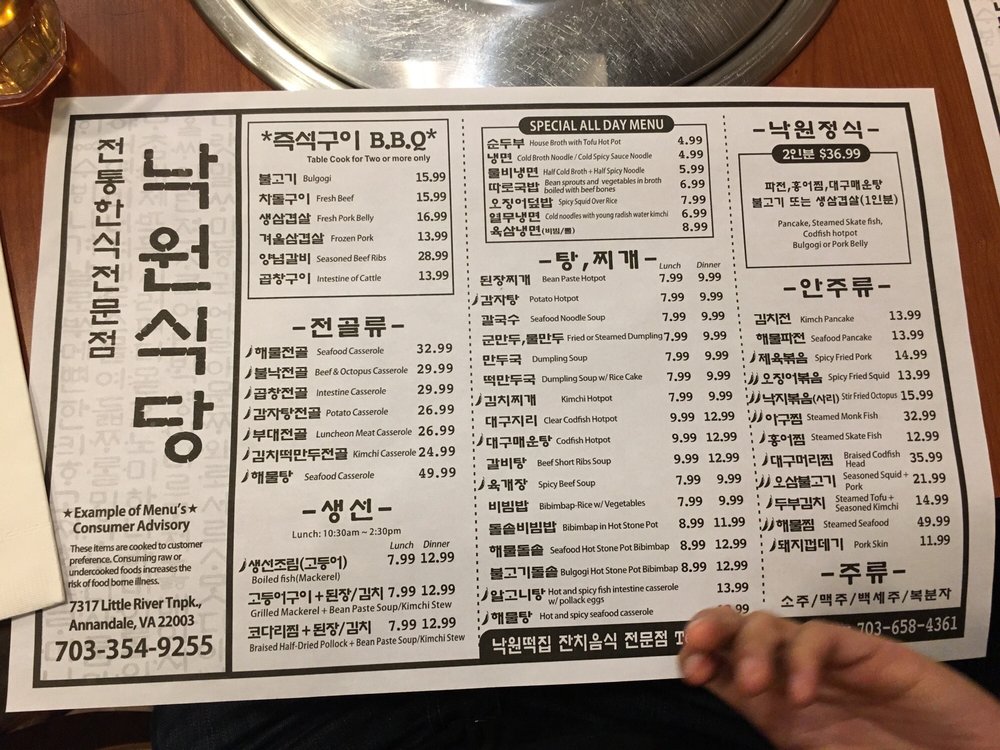 전통한식전문점
낙원식당
★Example of Menu's★
Consumer Advisory
These items are cooked to customer
preference. Consuming raw or
undercooked foods increases the
risk of food borne illness.
7317 Little River Tnpk.,
Annandale, VA 22003
703-354-9255
*즉석구이 B.B.Q*
Table Cook for Two or more only
불고기 Bulgogi 15.99
차돌구이 Fresh Beef 15.99
생삼겹살 Fresh Pork Belly 16.99
겨울삼겹살 Frozen Pork 13.99
양념갈비 Seasoned Beef Ribs 28.99
곱창구이 Intestine of Cattle 13.99
-전골류-
해물전골 Seafood Casserole 32.99
불낙전골 Beef & Octopus Casserole 29.99
곱창전골 Intestine Casserole 29.99
감자탕전골 Potato Casserole 26.99
부대전골 Luncheon Meat Casserole 26.99
김치떡만두전골 Kimchi Casserole 24.99
해물탕 Seafood Casserole 49.99
-생선-
Lunch: 10:30am ~ 2:30pm
Lunch Dinner
생선조림(고등어) 7.99 12.99
Boiled fish(Mackerel)
고등어구이+된장/김치 7.99 12.99
Grilled Mackerel + Bean Paste Soup/Kimchi Stew
코다리찜+된장/김치 7.99 12.99
Braised Half-Dried Pollock + Bean Paste Soup/Kimchi Stew
SPECIAL ALL DAY MENU
순두부 House Broth with Tofu Hot Pot 4.99
냉면 Cold Broth Noodle / Cold Spicy Sauce Noodle 4.99
물비냉면 Half Cold Broth + Half Spicy Noodle 5.99
따로국밥 Bean sprouts and vegetables in broth boiled with beef bones 6.99
오징어덮밥 Spicy Squid Over Rice 7.99
열무냉면 Cold noodles with young radish water kimchi 6.99
육삼냉면(비빔/물) 8.99
-탕,찌개-
Lunch Dinner
된장찌개 Bean Paste Hotpot 7.99 9.99
감자탕 Potato Hotpot 7.99 9.99
칼국수 Seafood Noodle Soup 7.99 9.99
군만두,물만두 Fried or Steamed Dumpling 7.99 9.99
만두국 Dumpling Soup 7.99 9.99
떡만두국 Dumpling Soup w/ Rice Cake 7.99 9.99
김치찌개 Kimchi Hotpot 7.99 9.99
대구지리 Clear Codfish Hotpot 9.99 12.99
대구매운탕 Codfish Hotpot 9.99 12.99
갈비탕 Beef Short Ribs Soup 9.99 12.99
육개장 Spicy Beef Soup 7.99 9.99
비빔밥 Bibimbap-Rice w/ Vegetables 7.99 9.99
돌솥비빔밥 Bibimbap in Hot Stone Pot 8.99 11.99
해물돌솥 Seafood Hot Stone Pot Bibimbap 8.99 12.99
불고기돌솥 Bulgogi Hot Stone Pot Bibimbap 8.99 12.99
알고니탕 Hot and spicy fish intestine casserole w/ pollack eggs 13.99
해물탕 Hot and spicy seafood casserole
낙원떡집 잔치음식 전문점
703-658-4361
-낙원정식-
2인분 $36.99
파전,홍어찜,대구매운탕
불고기 또는 생삼겹살(1인분)
Pancake, Steamed Skate fish,
Codfish hotpot
Bulgogi or Pork Belly
-안주류-
김치전 Kimch Pancake 13.99
해물파전 Seafood Pancake 13.99
제육볶음 Spicy Fried Pork 14.99
오징어볶음 Spicy Fried Squid 13.99
낙지볶음(사리) Stir Fried Octopus 15.99
아구찜 Steamed Monk Fish 32.99
홍어찜 Steamed Skate Fish 12.99
대구머리찜 Braised Codfish Head 35.99
오삼불고기 Seasoned Squid + Pork 21.99
두부김치 Steamed Tofu + Seasoned Kimchi 14.99
해물찜 Steamed Seafood 49.99
돼지껍데기 Pork Skin 11.99
-주류-
소주/맥주/백세주/복분자